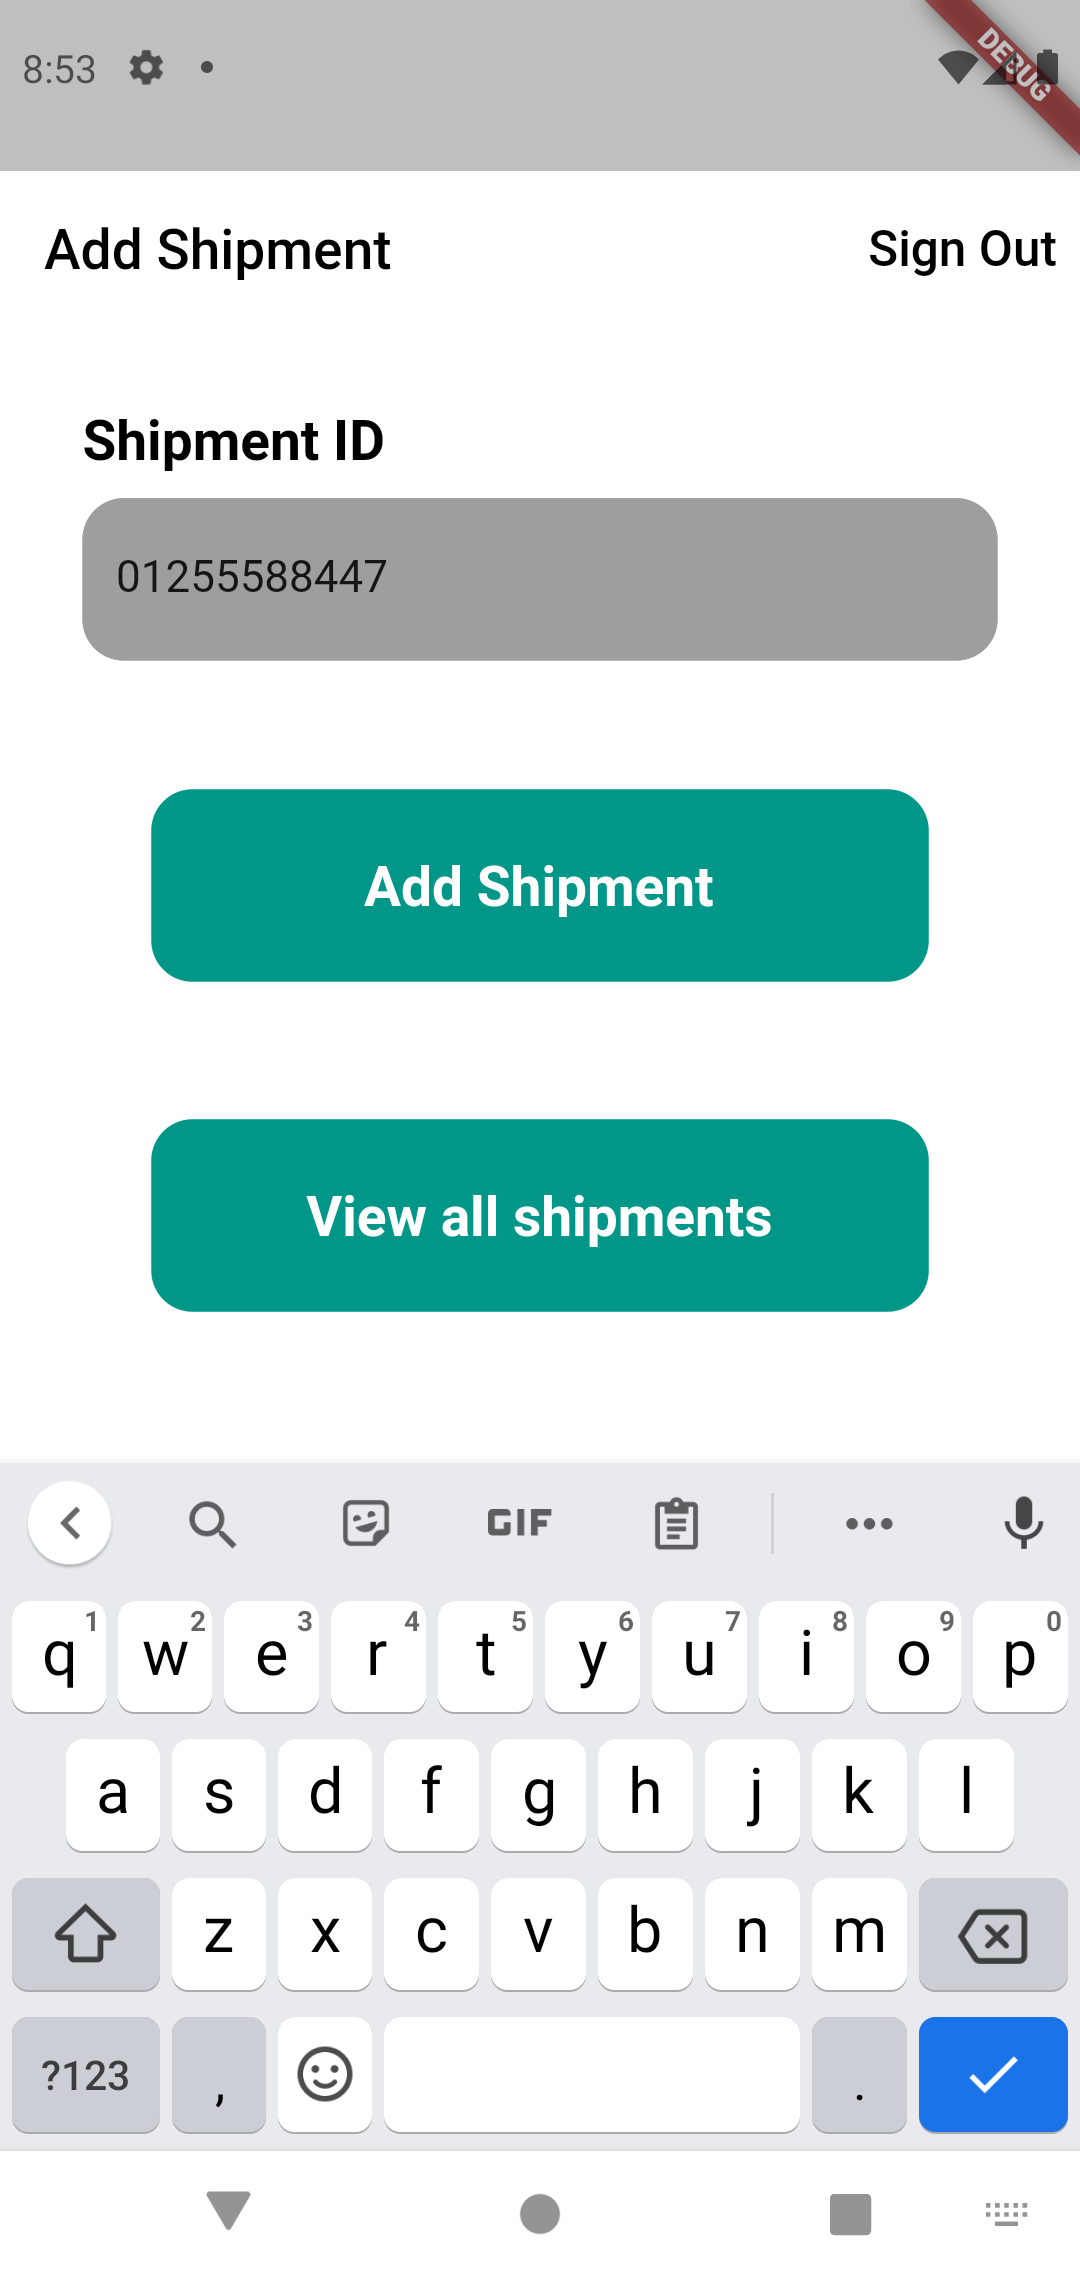 8:53
DEBUG
Add Shipment
Sign Out
Shipment ID
01255588447
Add Shipment
View all shipments
GIF
q 1 w 2 e 3 r 4 t 5 y 6 u 7 i 8 o 9 p 0
a s d f g h j k l
z x c v b n m
?123 , .